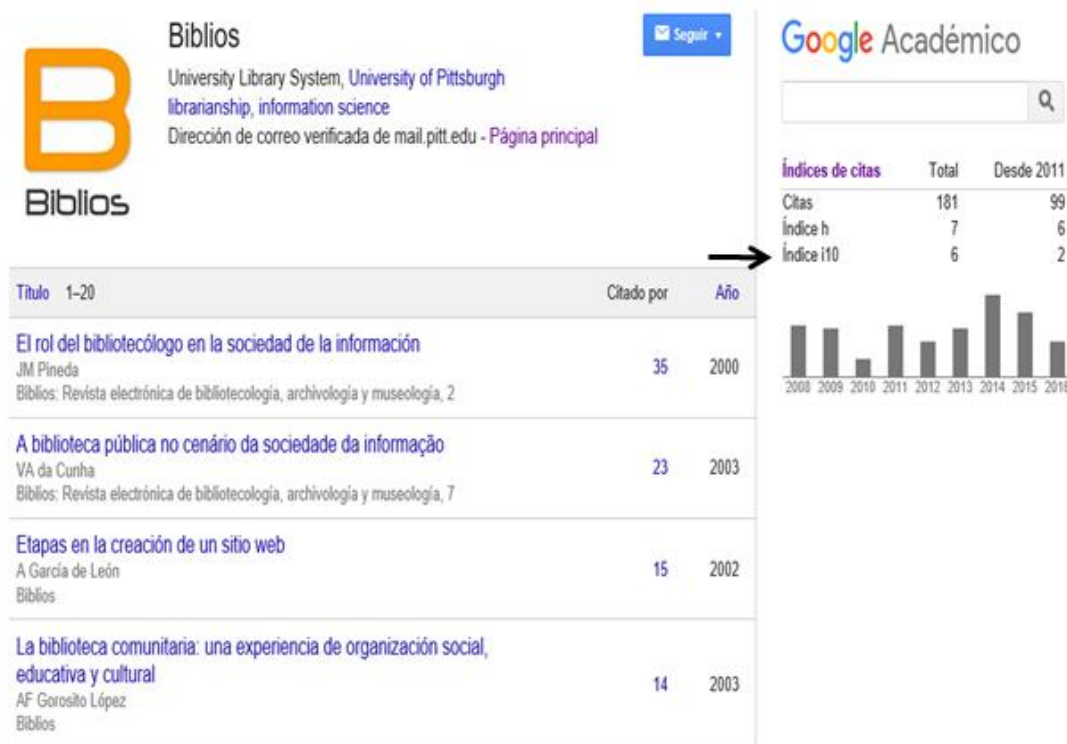 Biblios
University Library System, University of Pittsburgh
librarianship, information science
Dirección de correo verificada de mail.pitt.edu - Página principal
Seguir
B
Biblios
Título 1–20 Citado por Año
El rol del bibliotecólogo en la sociedad de la información 35 2000
JM Pineda
Biblios: Revista electrónica de bibliotecología, archivología y museología, 2
A biblioteca pública no cenário da sociedade da informação 23 2003
VA da Cunha
Biblios: Revista electrónica de bibliotecología, archivología y museología, 7
Etapas en la creación de un sitio web 15 2002
A García de León
Biblios
La biblioteca comunitaria: una experiencia de organización social,
educativa y cultural 14 2003
AF Gorosito López
Biblios
Google Académico
Índices de citas Total Desde 2011
Citas 181 99
Índice h 7 6
Índice i10 6 2
2008 2009 2010 2011 2012 2013 2014 2015 2016